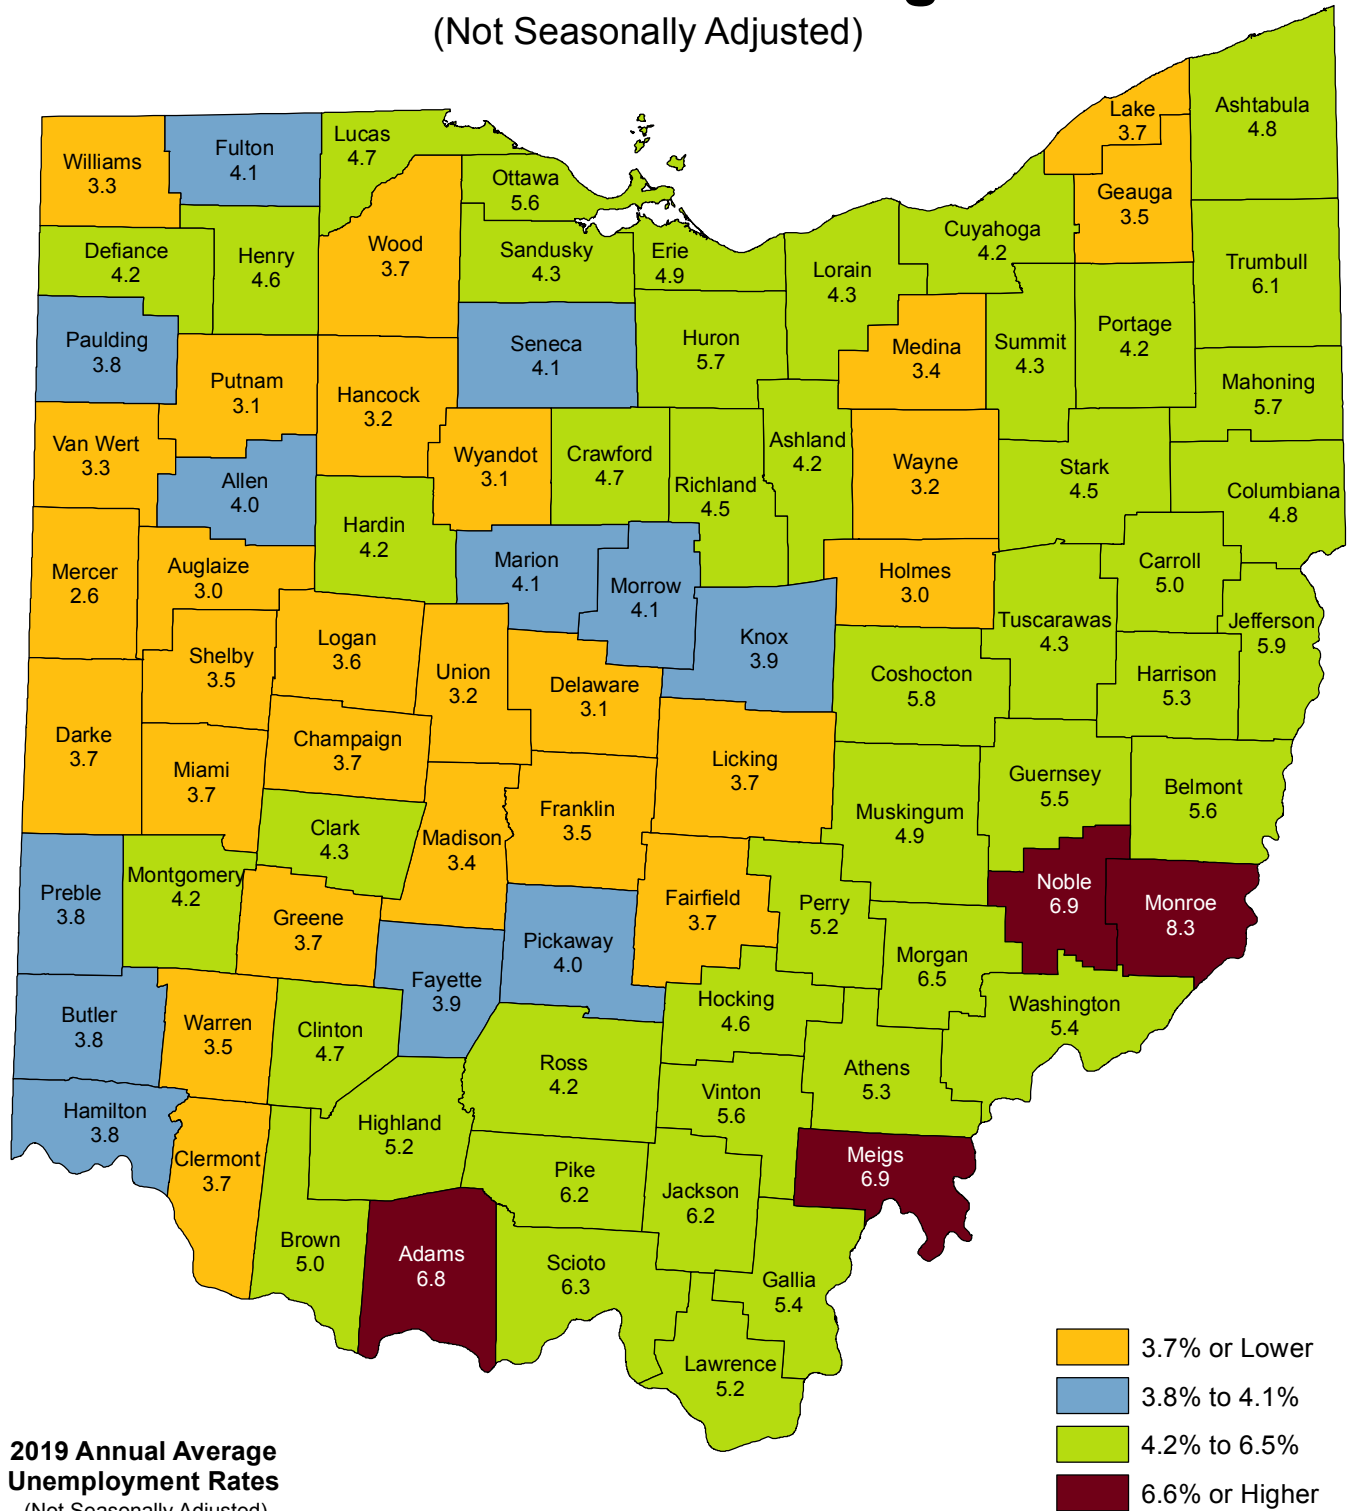 (Not Seasonally Adjusted)
Lake
3.7
Ashtabula
4.8
Williams
3.3
Fulton
4.1
Lucas
4.7
Ottawa
5.6
Geauga
3.5
Defiance
4.2
Henry
4.6
Wood
3.7
Sandusky
4.3
Erie
4.9
Lorain
4.3
Cuyahoga
4.2
Trumbull
6.1
Paulding
3.8
Putnam
3.1
Hancock
3.2
Seneca
4.1
Huron
5.7
Medina
3.4
Summit
4.3
Portage
4.2
Mahoning
5.7
Van Wert
3.3
Allen
4.0
Wyandot
3.1
Crawford
4.7
Richland
4.5
Ashland
4.2
Wayne
3.2
Stark
4.5
Columbiana
4.8
Hardin
4.2
Mercer
2.6
Auglaize
3.0
Marion
4.1
Morrow
4.1
Holmes
3.0
Carroll
5.0
Tuscarawas
4.3
Jefferson
5.9
Shelby
3.5
Logan
3.6
Union
3.2
Delaware
3.1
Knox
3.9
Coshocton
5.8
Harrison
5.3
Darke
3.7
Miami
3.7
Champaign
3.7
Licking
3.7
Guernsey
5.5
Belmont
5.6
Clark
4.3
Madison
3.4
Franklin
3.5
Muskingum
4.9
Preble
3.8
Montgomery
4.2
Greene
3.7
Fairfield
3.7
Perry
5.2
Noble
6.9
Monroe
8.3
Fayette
3.9
Pickaway
4.0
Morgan
6.5
Butler
3.8
Warren
3.5
Clinton
4.7
Hocking
4.6
Washington
5.4
Ross
4.2
Athens
5.3
Vinton
5.6
Hamilton
3.8
Highland
5.2
Clermont
3.7
Pike
6.2
Jackson
6.2
Meigs
6.9
Brown
5.0
Adams
6.8
Scioto
6.3
Gallia
5.4
Lawrence
5.2
3.7% or Lower
3.8% to 4.1%
4.2% to 6.5%
6.6% or Higher
2019 Annual Average
Unemployment Rates
(Not Seasonally Adjusted)